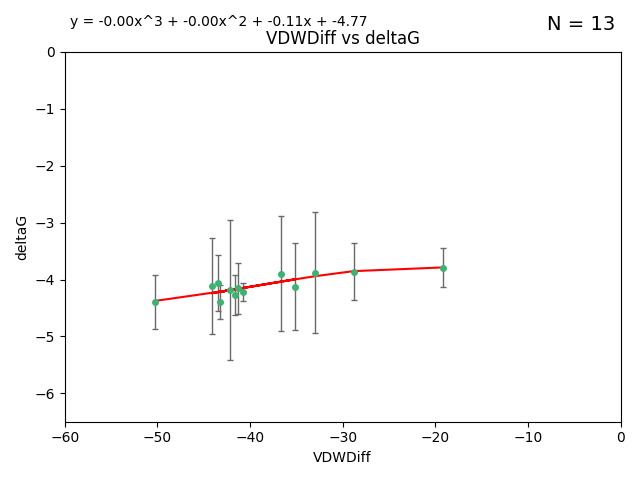 y = -0.00x^3 + -0.00x^2 + -0.11x + -4.77
N = 13
VDWDiff vs deltaG
0
−1
−2
−3
−4
−5
−6
deltaG
−60 −50 −40 −30 −20 −10 0
VDWDiff